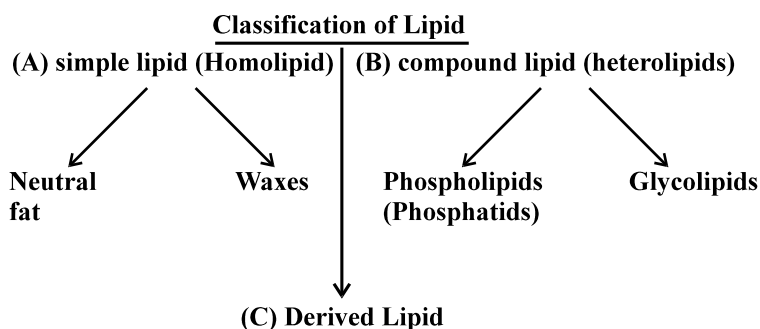 Classification of Lipid
(A) simple lipid (Homolipid) (B) compound lipid (heterolipids)
Neutral fat
Waxes
Phospholipids
(Phosphatids)
Glycolipids
(C) Derived Lipid